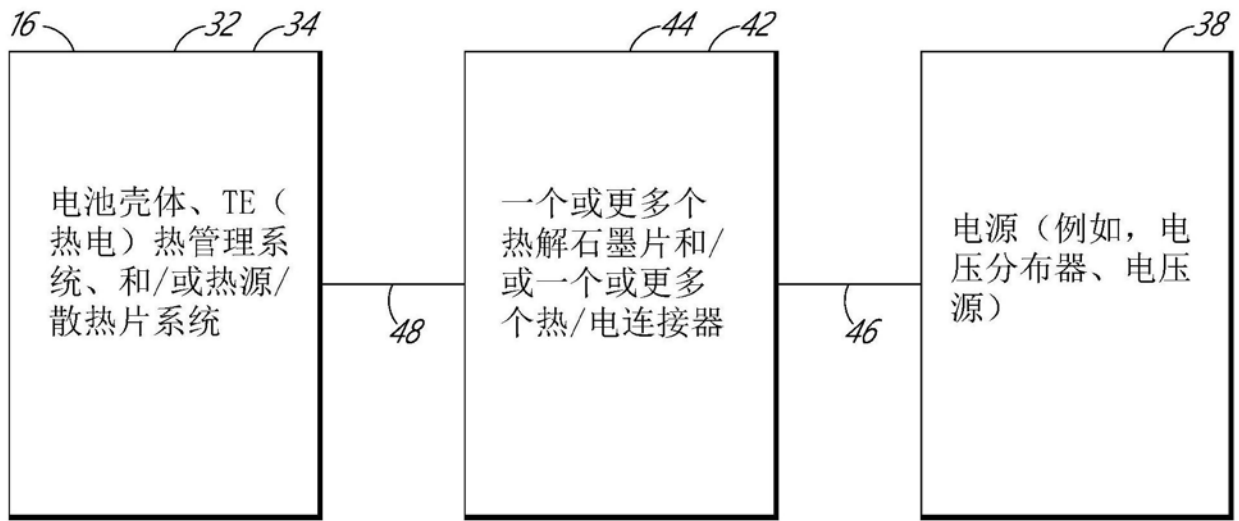 16 32 34 44 42 38
电池壳体、TE（
热电）热管理系
统、和/或热源/
散热片系统
48
一个或更多个
热解石墨片和/
或一个或更多
个热/电连接器
46
电源（例如，电
压分布器、电压
源）